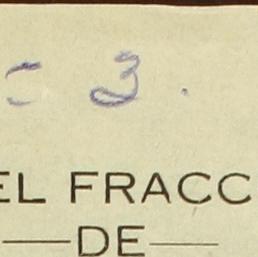 = 3.
EL FRACC
DE